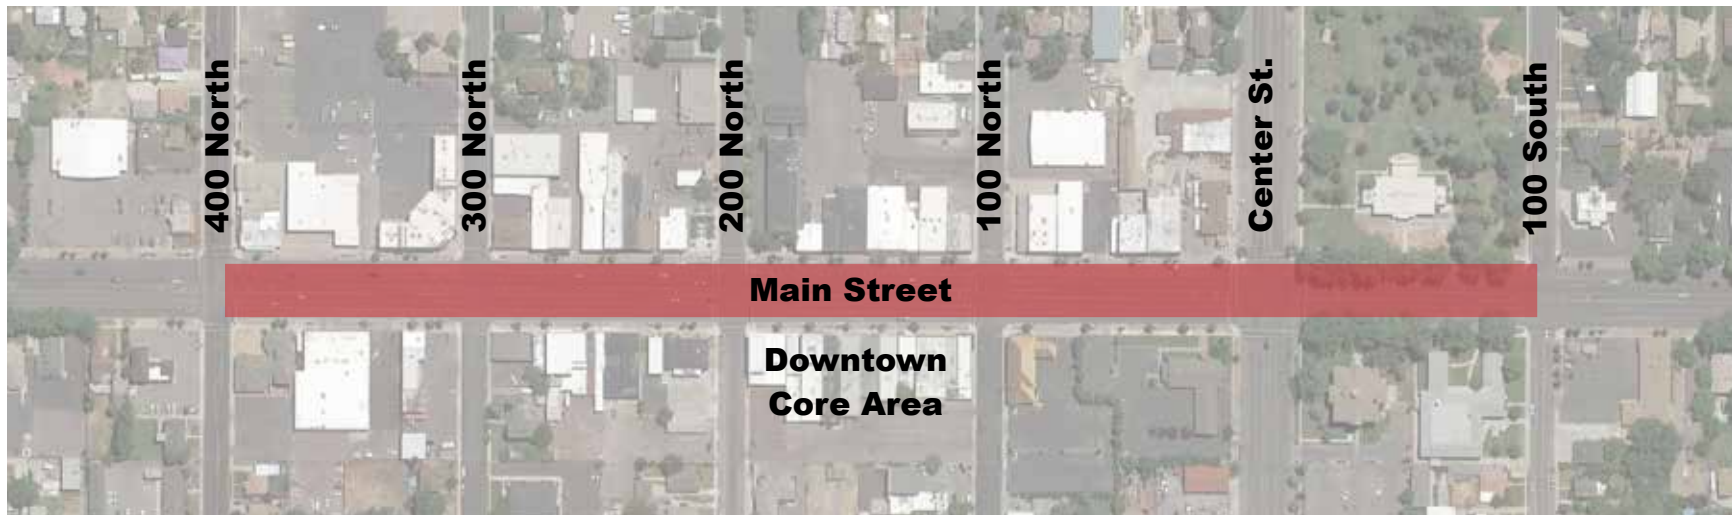 400 North
300 North
200 North
100 North
Center St.
100 South
Main Street
Downtown
Core Area